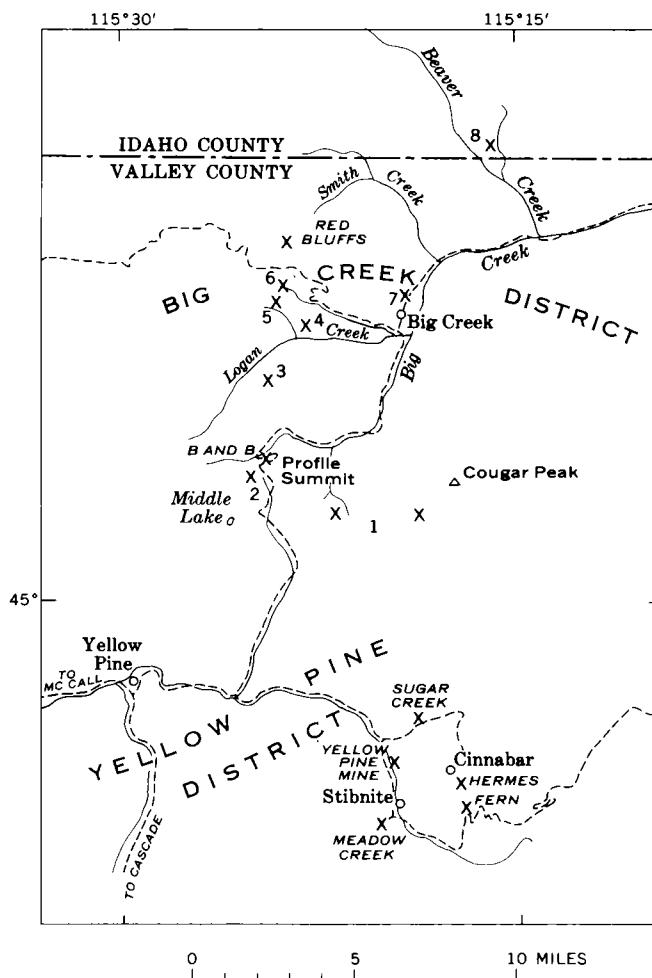 115°30' 115°15'
Beaver
8
Creek
IDAHO COUNTY
VALLEY COUNTY
Smith
Creek
RED
BLUFFS
Creek
BIG CREEK DISTRICT
6
7
5
4
Big Creek
Creek
Logan
Big
3
B AND B
Profile
Summit
Cougar Peak
2
Middle
Lake
1
45°
Yellow
Pine
TO
MC CALL
YELLOW PINE
DISTRICT
SUGAR
CREEK
YELLOW
PINE
MINE
Cinnabar
HERMES
Stibnite
FERN
MEADOW
CREEK
TO CASCADE
0 5 10 MILES